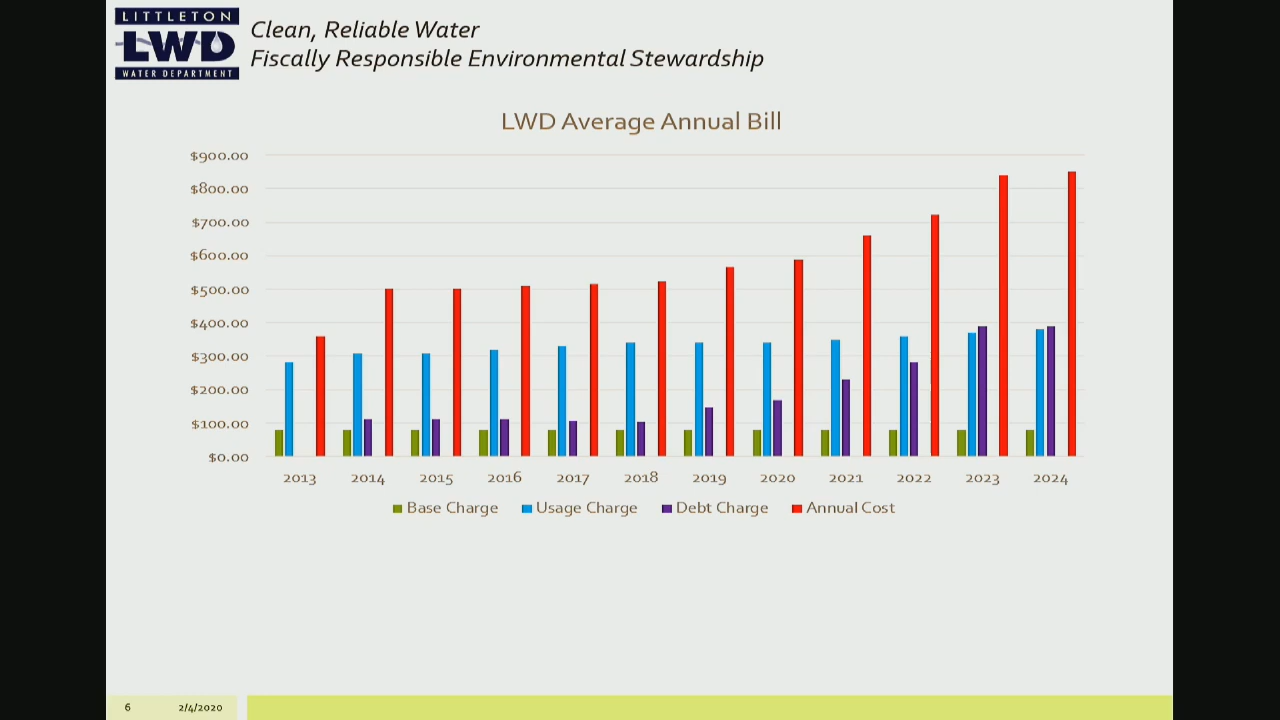 LITTLETON
LWD
WATER DEPARTMENT
Clean, Reliable Water
Fiscally Responsible Environmental Stewardship
LWD Average Annual Bill
$900.00
$800.00
$700.00
$600.00
$500.00
$400.00
$300.00
$200.00
$100.00
$0.00
2013 2014 2015 2016 2017 2018 2019 2020 2021 2022 2023 2024
Base Charge Usage Charge Debt Charge Annual Cost
6 2/4/2020